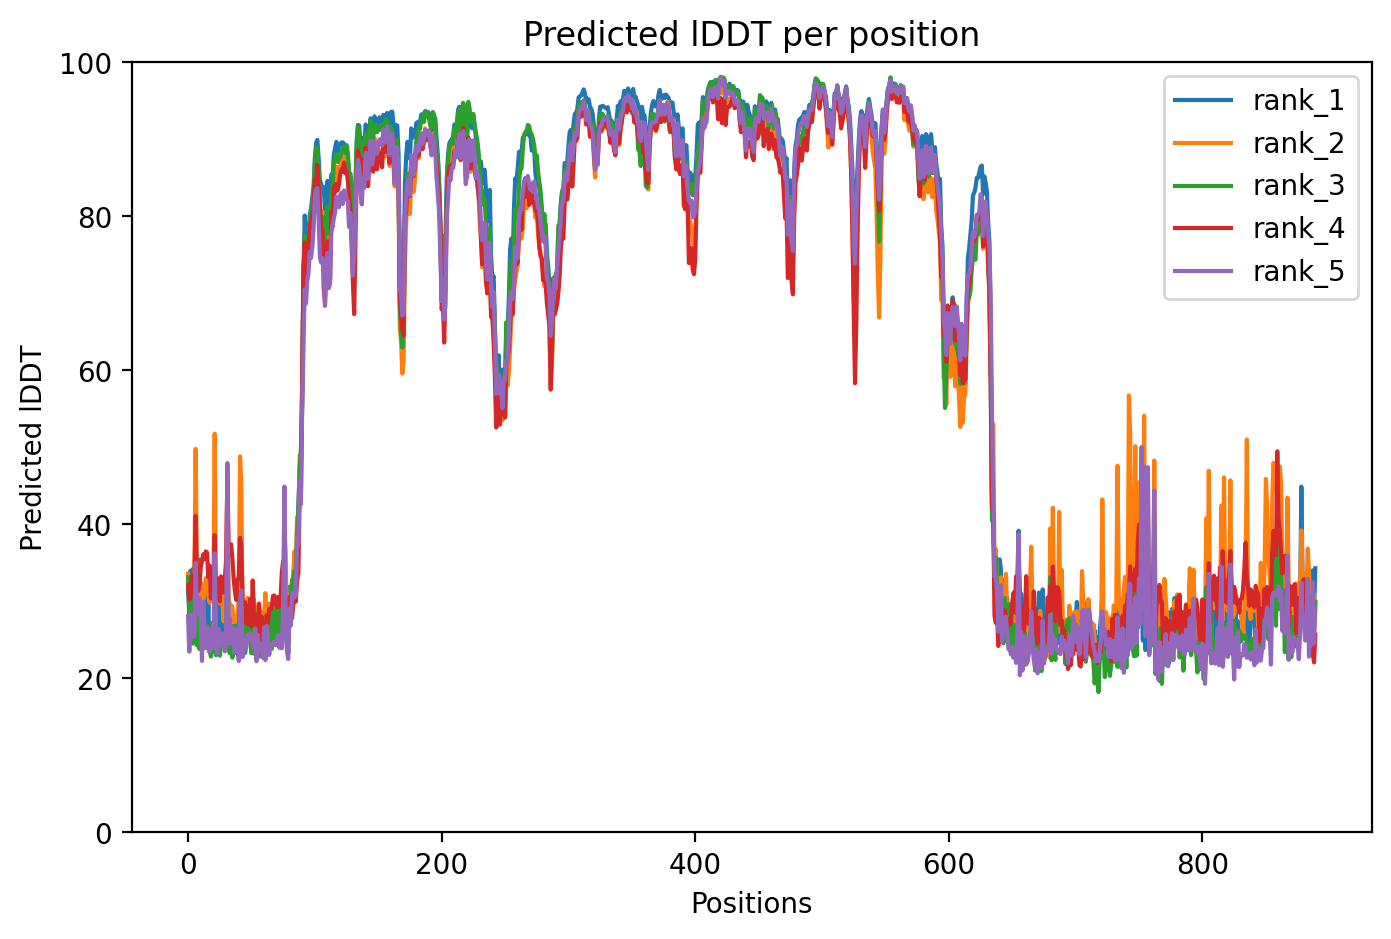 Predicted lDDT per position
100
80
60
40
20
0
Predicted lDDT
0 200 400 600 800
Positions
rank_1
rank_2
rank_3
rank_4
rank_5